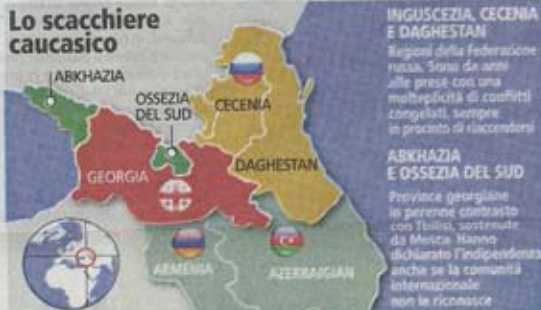 Lo scacchiere
caucasico
ABKHAZIA
OSSEZIA
DEL SUD
CECENIA
GEORGIA
DAGHESTAN
ARMENIA
AZERBAIGIAN
INGUSCEZIA, CECENIA
E DAGHESTAN
Regioni della Federazione
russa. Sono da anni
alle prese con una
molteplicità di conflitti
congelati, sempre
in procinto di riaccendersi
ABKHAZIA
E OSSEZIA DEL SUD
Province georgiane
in perenne contrasto
con Tbilisi, sostenute
da Mosca. Hanno
dichiarato l'indipendenza
anche se la comunità
internazionale
non le riconosce